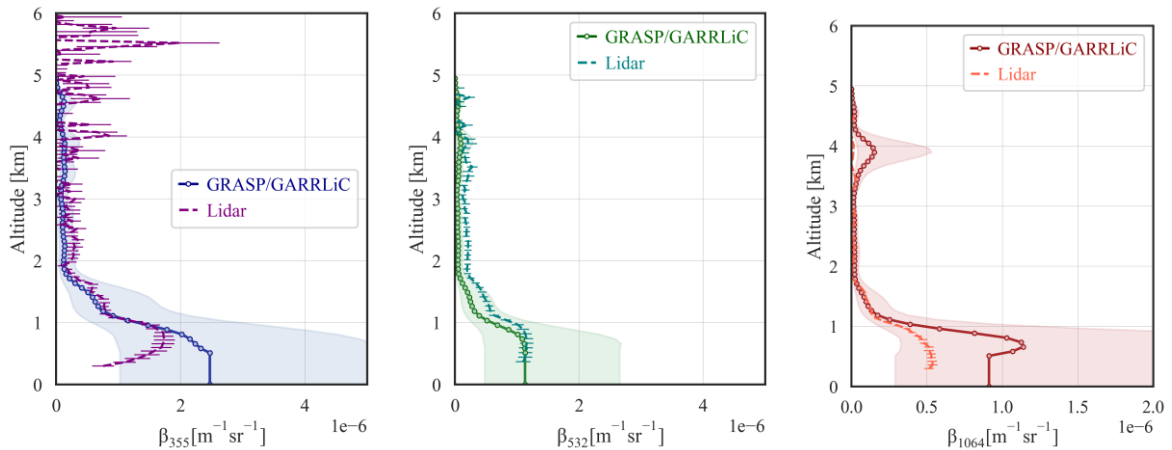 6
5
4
3
2
1
0
Altitude [km]
GRASP/GARRLiC
Lidar
0
2
4
1e−6
β355[m⁻¹sr⁻¹]
6
5
4
3
2
1
0
Altitude [km]
GRASP/GARRLiC
Lidar
0
2
4
1e−6
β532[m⁻¹sr⁻¹]
6
5
4
3
2
1
0
Altitude [km]
GRASP/GARRLiC
Lidar
0.0
0.5
1.0
1.5
2.0
1e−6
β1064[m⁻¹sr⁻¹]